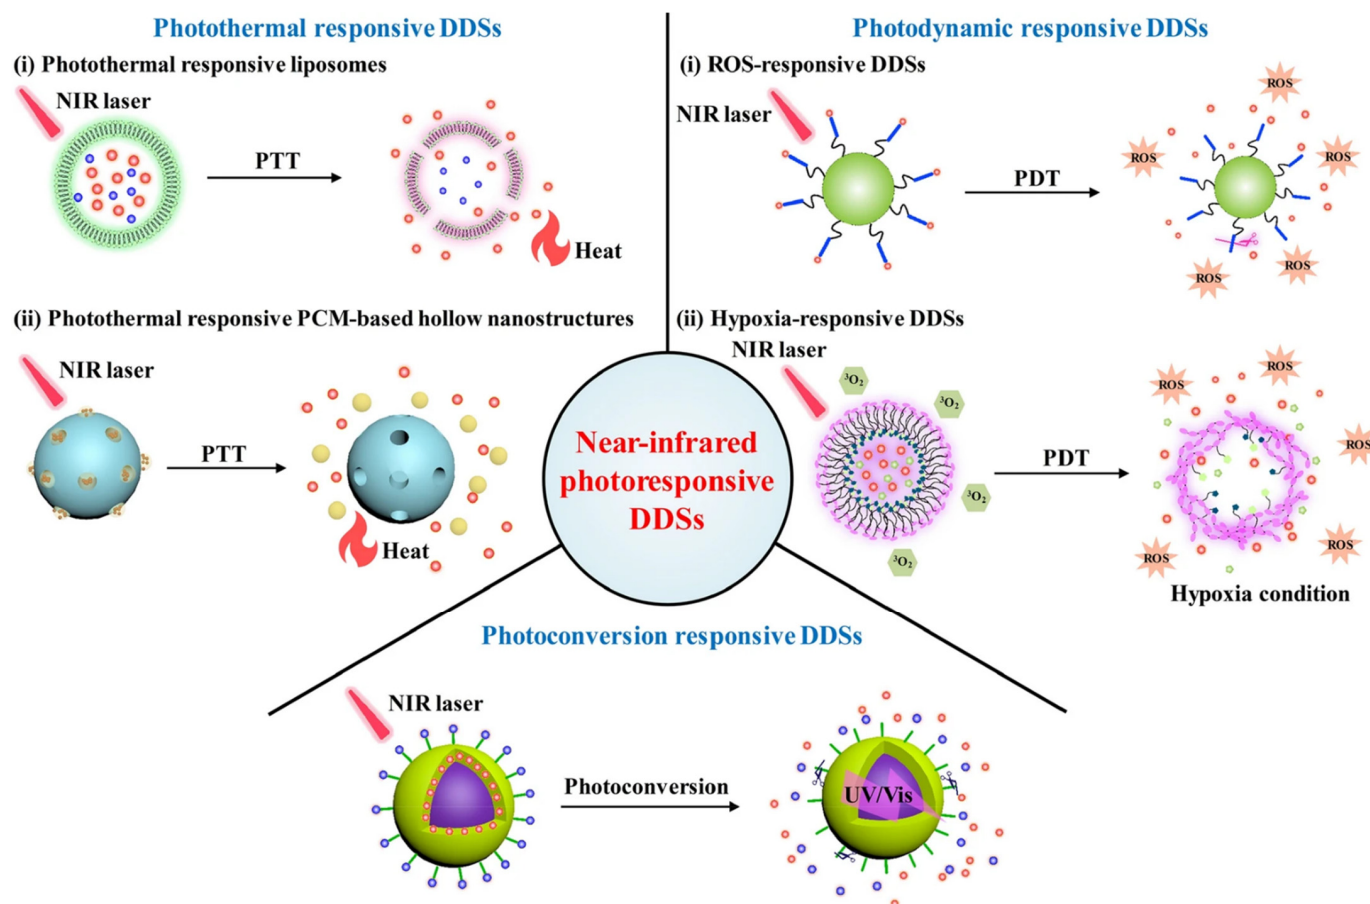 Photothermal responsive DDSs
(i) Photothermal responsive liposomes
NIR laser
PTT
Heat
(ii) Photothermal responsive PCM-based hollow nanostructures
NIR laser
PTT
Heat
Photodynamic responsive DDSs
(i) ROS-responsive DDSs
NIR laser
PDT
ROS
ROS
ROS
ROS
ROS
(ii) Hypoxia-responsive DDSs
NIR laser
³O₂
³O₂
³O₂
³O₂
PDT
ROS
ROS
ROS
ROS
ROS
Hypoxia condition
Near-infrared
photoresponsive
DDSs
Photoconversion responsive DDSs
NIR laser
Photoconversion
UV/Vis